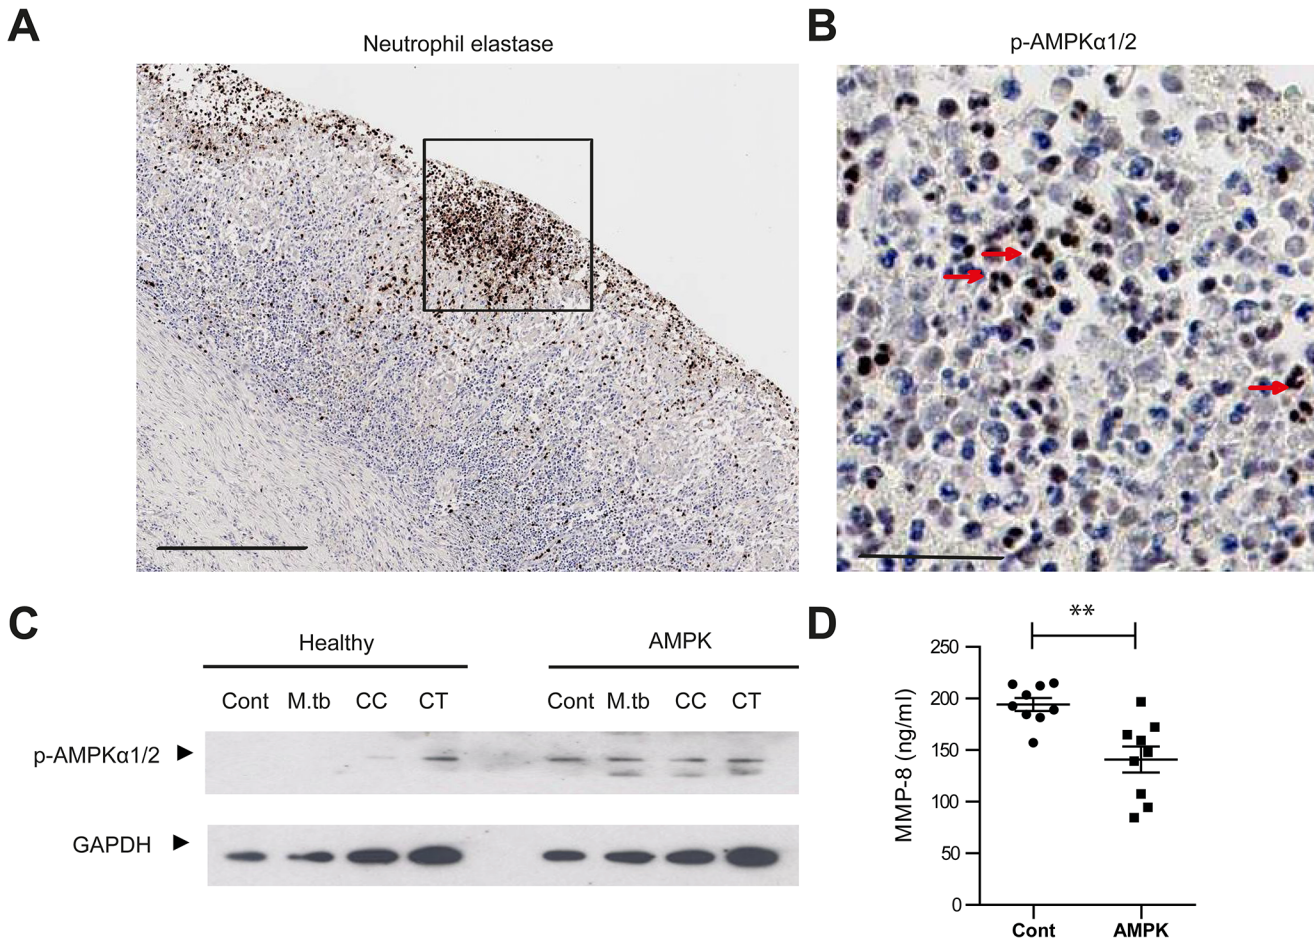 A
Neutrophil elastase
B
p-AMPKα1/2
C
Healthy
AMPK
Cont M.tb CC CT
Cont M.tb CC CT
p-AMPKα1/2
GAPDH
D
**
MMP-8 (ng/ml)
250
200
150
100
50
0
Cont AMPK